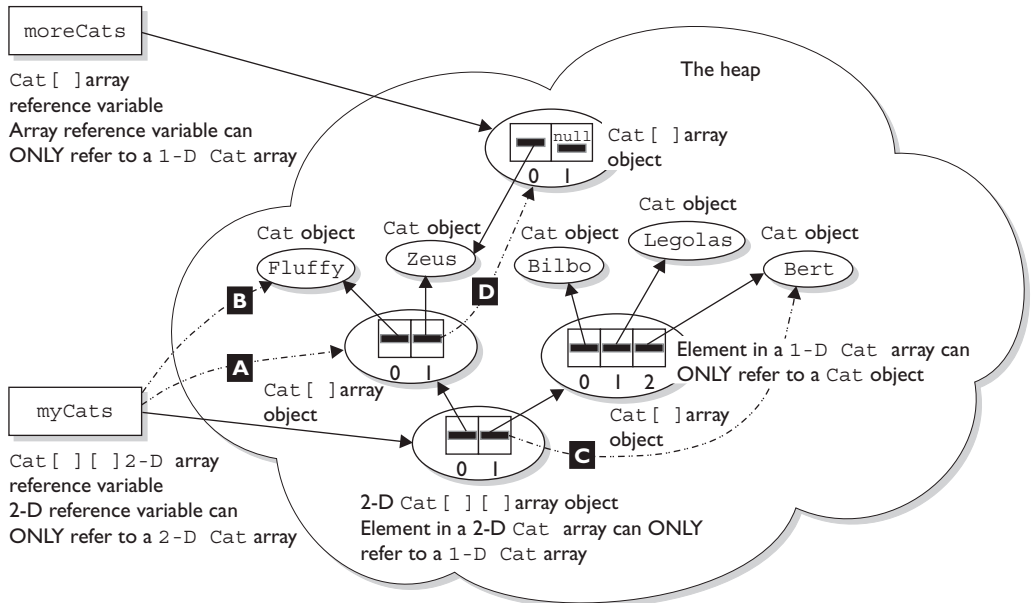 moreCats
Cat [ ] array
reference variable
Array reference variable can
ONLY refer to a 1-D Cat array
The heap
null
0 1
Cat [ ] array
object
Cat object
Fluffy
Cat object
Zeus
Cat object
Bilbo
Cat object
Legolas
Cat object
Bert
B
D
A
0 1
Cat [ ] array
object
0 1 2
Element in a 1-D Cat array can
ONLY refer to a Cat object
Cat [ ] array
object
C
myCats
Cat [ ] [ ] 2-D array
reference variable
2-D reference variable can
ONLY refer to a 2-D Cat array
0 1
2-D Cat [ ] [ ] array object
Element in a 2-D Cat array can ONLY
refer to a 1-D Cat array